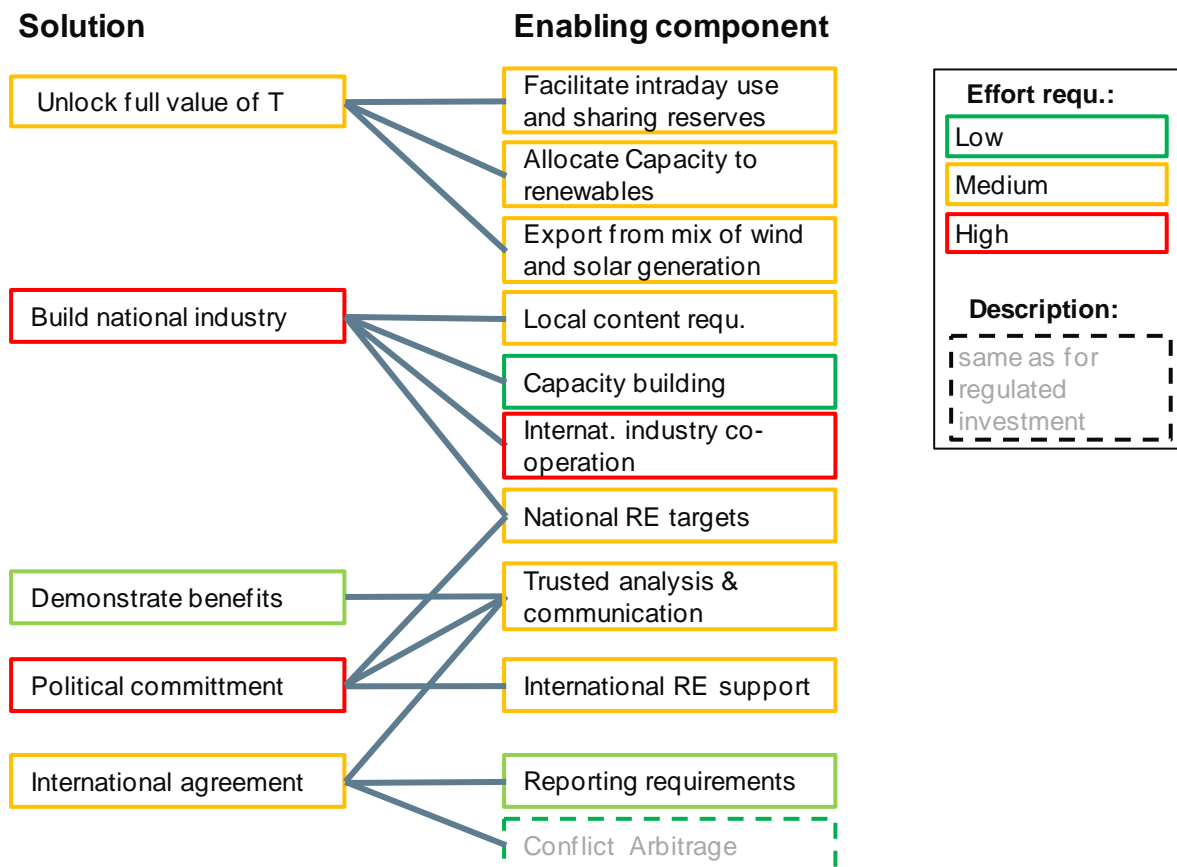 Solution
Enabling component
Unlock full value of T
Facilitate intraday use
and sharing reserves
Allocate Capacity to
renewables
Export from mix of wind
and solar generation
Build national industry
Local content requ.
Capacity building
Internat. industry co-
operation
National RE targets
Demonstrate benefits
Trusted analysis &
communication
Political committment
International RE support
International agreement
Reporting requirements
Conflict Arbitrage
Effort requ.:
Low
Medium
High
Description:
same as for
regulated
investment